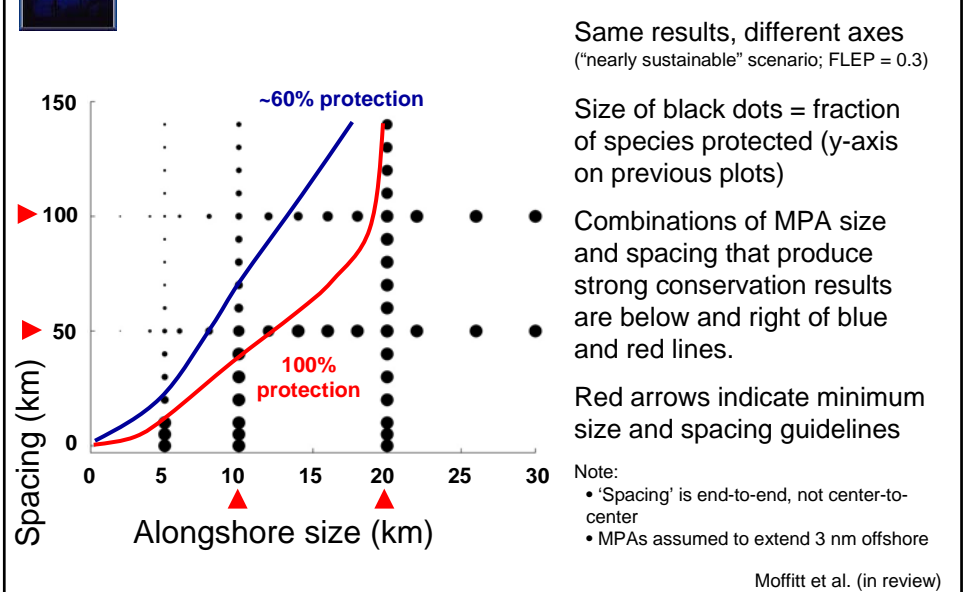 Same results, different axes
(“nearly sustainable” scenario; FLEP = 0.3)
Size of black dots = fraction
of species protected (y-axis
on previous plots)
Combinations of MPA size
and spacing that produce
strong conservation results
are below and right of blue
and red lines.
Red arrows indicate minimum
size and spacing guidelines
Note:
• ‘Spacing’ is end-to-end, not center-to-
center
• MPAs assumed to extend 3 nm offshore
Moffitt et al. (in review)
~60% protection
100%
protection
Spacing (km)
150
100
50
0
0 5 10 15 20 25 30
Alongshore size (km)